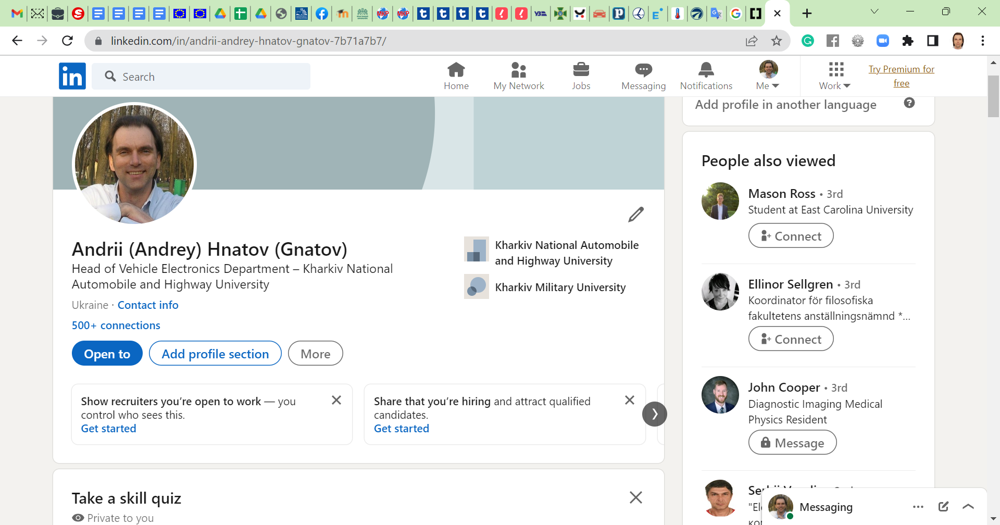 linkedin.com/in/andrii-andrey-hnatov-gnatov-7b71a7b7/
in
Search
Home
My Network
Jobs
Messaging
Notifications
Me
Work
Try Premium for
free
Add profile in another language
Andrii (Andrey) Hnatov (Gnatov)
Head of Vehicle Electronics Department – Kharkiv National
Automobile and Highway University
Ukraine · Contact info
500+ connections
Open to
Add profile section
More
Kharkiv National Automobile
and Highway University
Kharkiv Military University
Show recruiters you're open to work — you
control who sees this.
Get started
Share that you're hiring and attract qualified
candidates.
Get started
Take a skill quiz
Private to you
People also viewed
Mason Ross • 3rd
Student at East Carolina University
Connect
Ellinor Sellgren • 3rd
Koordinator för filosofiska
fakultetens anställningsnämnd *...
Connect
John Cooper • 3rd
Diagnostic Imaging Medical
Physics Resident
Message
Messaging